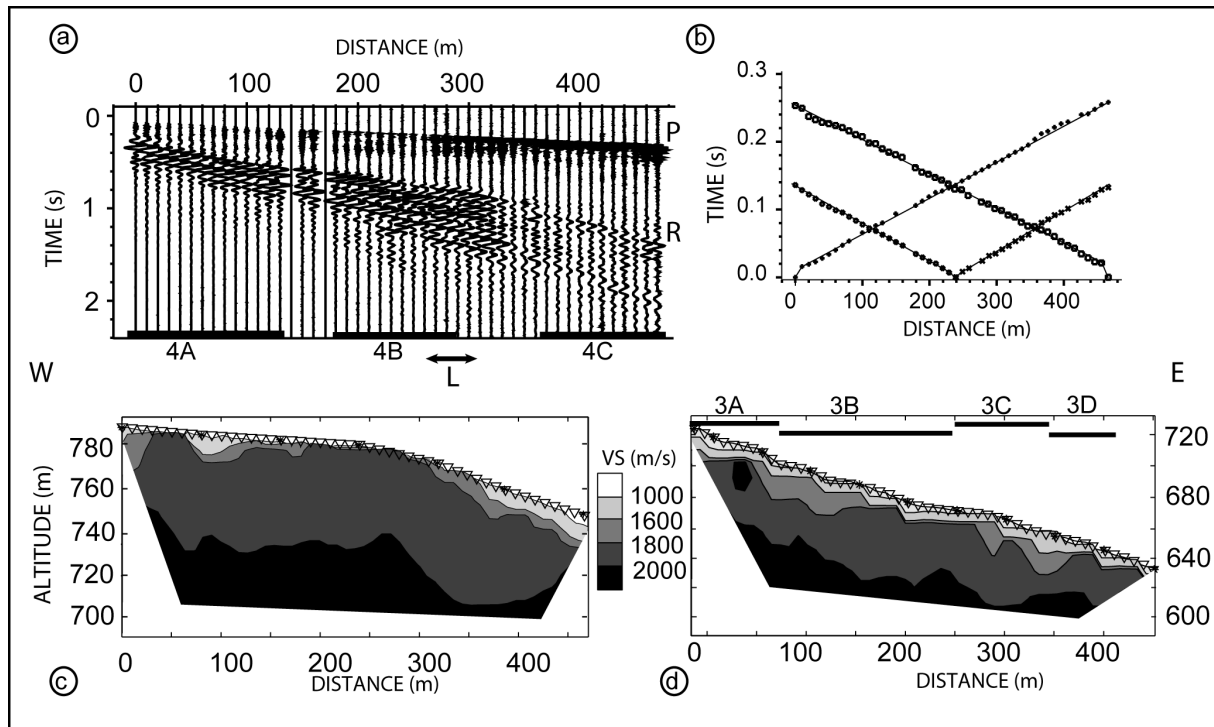 a
DISTANCE (m)
0 100 200 300 400
0
1
2
TIME (s)
P
R
4A 4B 4C
L
b
0.3
0.2
0.1
0.0
TIME (s)
0 100 200 300 400
DISTANCE (m)
W
780
760
740
720
700
ALTITUDE (m)
0 100 200 300 400
DISTANCE (m)
c
VS (m/s)
1000
1600
1800
2000
E
3A 3B 3C 3D
720
680
640
600
0 100 200 300 400
DISTANCE (m)
d